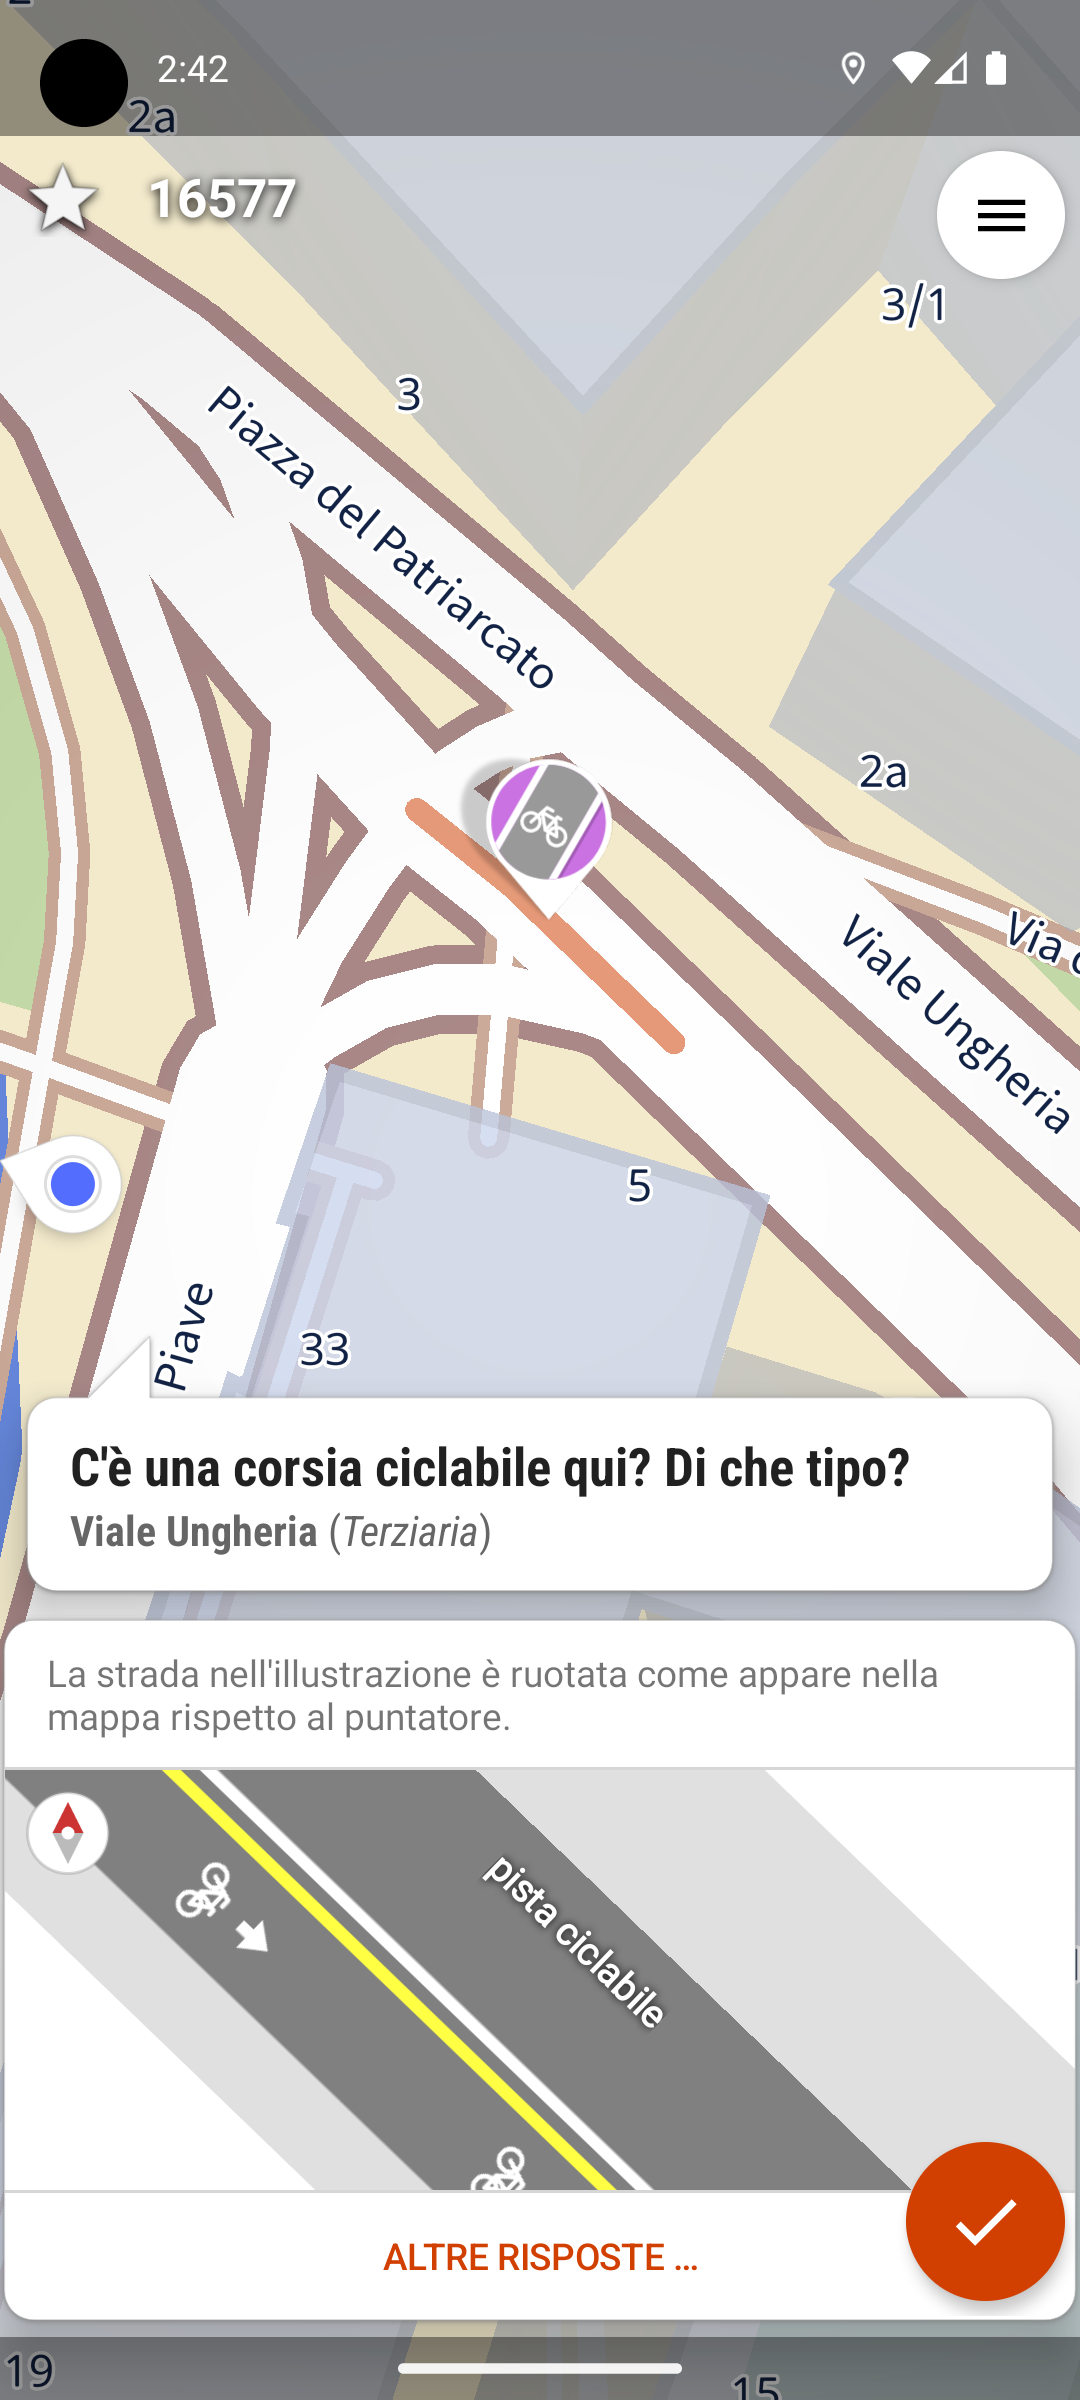 2:42
2a
16577
3/1
3
Piazza del Patriarcato
2a
Via
Viale Ungheria
5
Piave
33
C'è una corsia ciclabile qui? Di che tipo?
Viale Ungheria (Terziaria)
La strada nell'illustrazione è ruotata come appare nella
mappa rispetto al puntatore.
pista ciclabile
ALTRE RISPOSTE ...
19
15